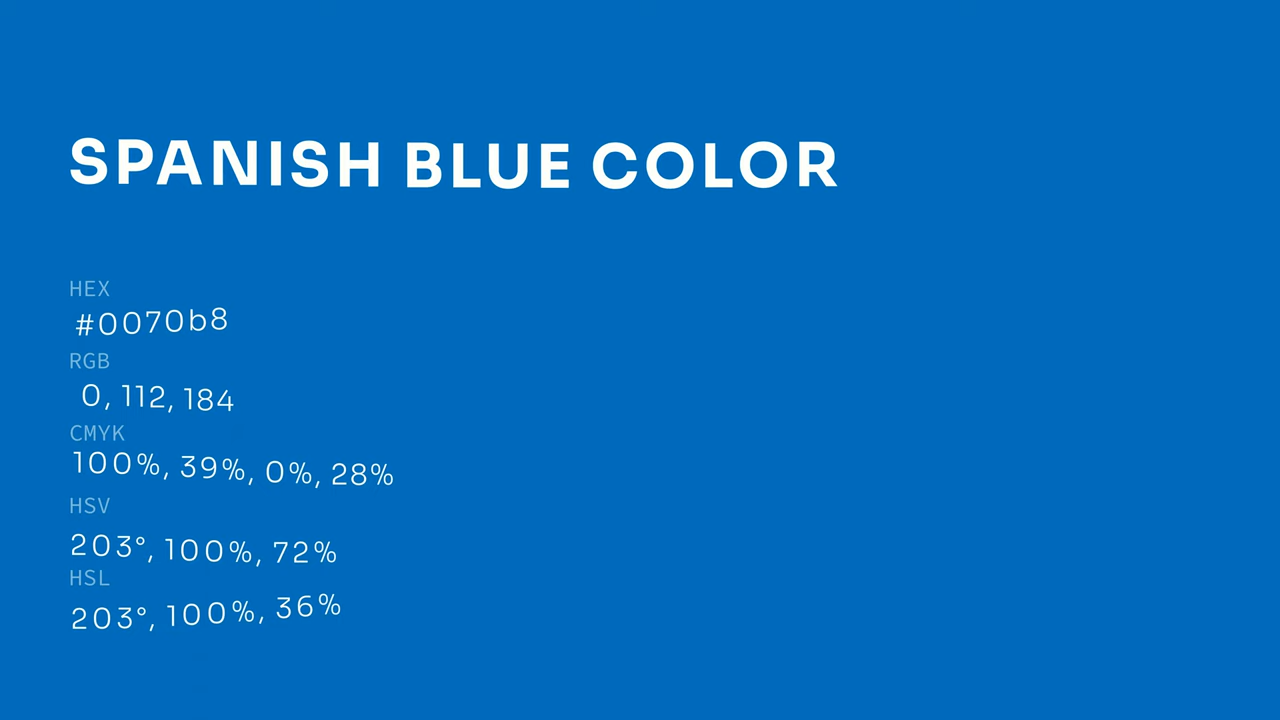 SPANISH BLUE COLOR
HEX
#0070b8
RGB
0, 112, 184
CMYK
100%, 39%, 0%, 28%
HSV
203°, 100%, 72%
HSL
203°, 100%, 36%